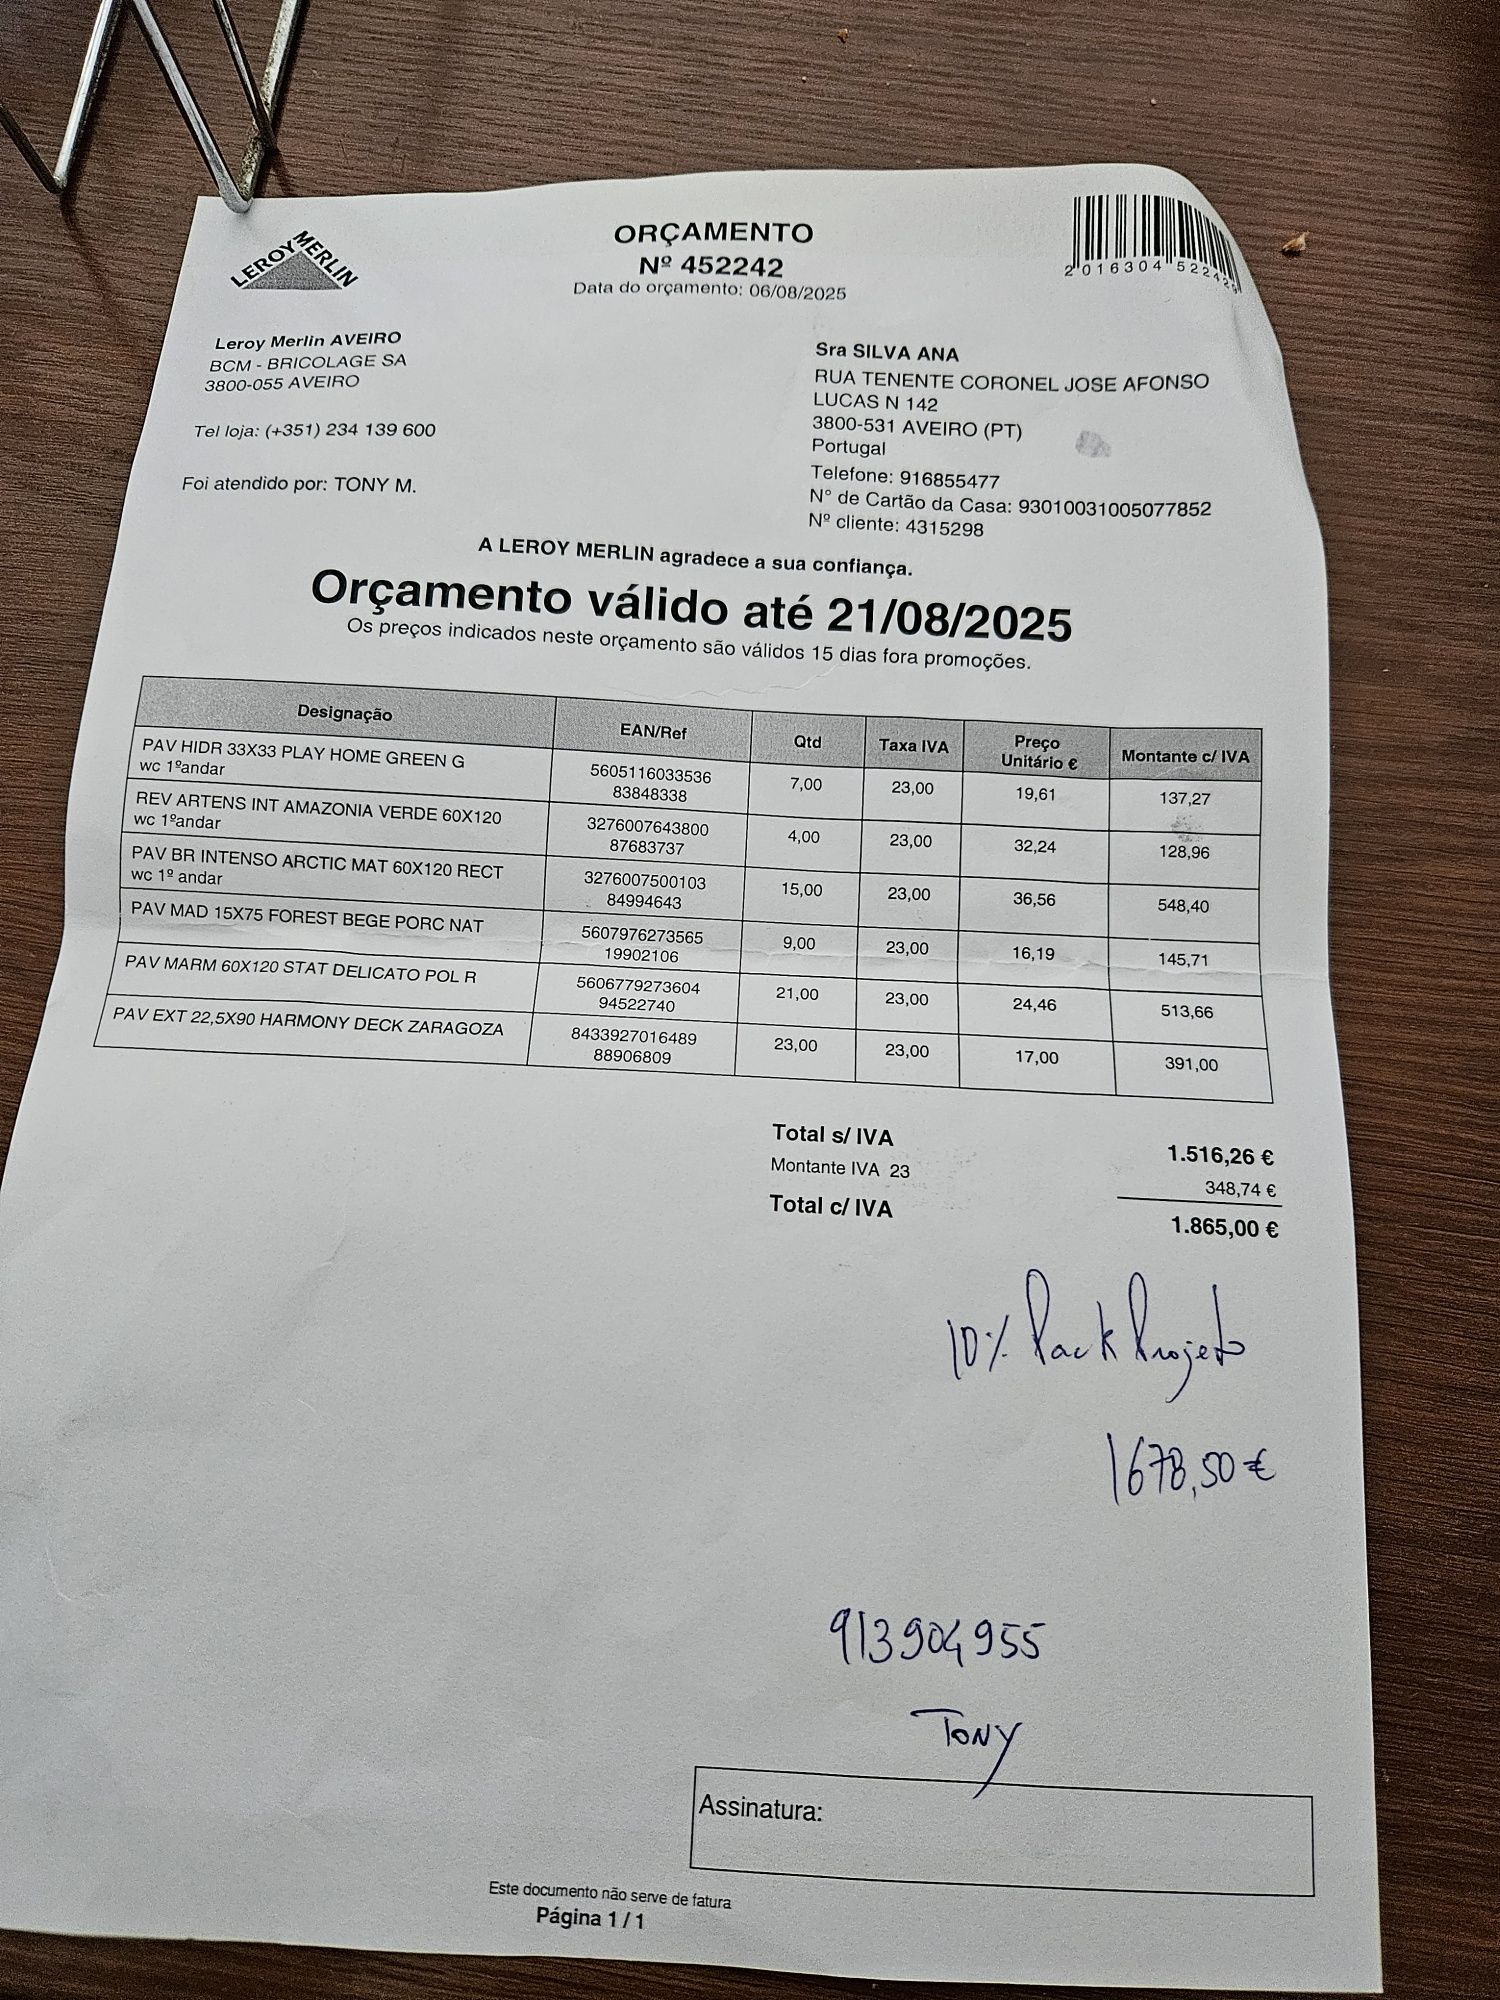 LEROY MERLIN
ORÇAMENTO
Nº 452242
Data do orçamento: 06/08/2025
2 016304 522429
Leroy Merlin AVEIRO
BCM - BRICOLAGE SA
3800-055 AVEIRO
Tel loja: (+351) 234 139 600
Foi atendido por: TONY M.
Sra SILVA ANA
RUA TENENTE CORONEL JOSE AFONSO
LUCAS N 142
3800-531 AVEIRO (PT)
Portugal
Telefone: 916855477
N° de Cartão da Casa: 93010031005077852
Nº cliente: 4315298
A LEROY MERLIN agradece a sua confiança.
Orçamento válido até 21/08/2025
Os preços indicados neste orçamento são válidos 15 dias fora promoções.
Designação EAN/Ref Qtd Taxa IVA Preço Unitário € Montante c/ IVA
PAV HIDR 33X33 PLAY HOME GREEN G 5605116033536 7,00 23,00 19,61 137,27
wc 1ºandar 83848338
REV ARTENS INT AMAZONIA VERDE 60X120 3276007643800 4,00 23,00 32,24 128,96
wc 1ºandar 87683737
PAV BR INTENSO ARCTIC MAT 60X120 RECT 3276007500103 15,00 23,00 36,56 548,40
wc 1º andar 84994643
PAV MAD 15X75 FOREST BEGE PORC NAT 5607976273565 9,00 23,00 16,19 145,71
19902106
PAV MARM 60X120 STAT DELICATO POL R 5606779273604 21,00 23,00 24,46 513,66
94522740
PAV EXT 22,5X90 HARMONY DECK ZARAGOZA 8433927016489 23,00 23,00 17,00 391,00
88906809
Total s/ IVA 1.516,26 €
Montante IVA 23 348,74 €
Total c/ IVA 1.865,00 €
10% Pack Projeto
1678,50€
913904955
TONY
Assinatura:
Este documento não serve de fatura
Página 1 / 1